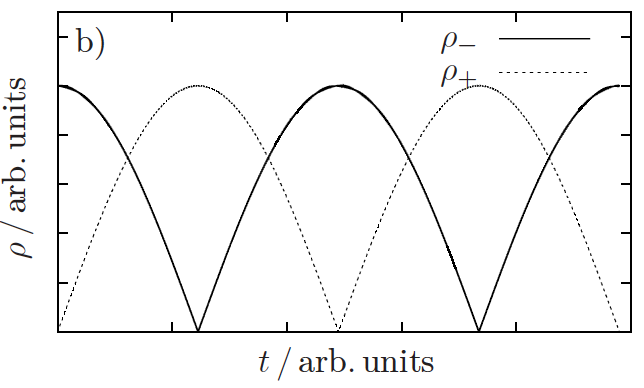 b)
ρ−
ρ+
ρ / arb. units
t / arb. units